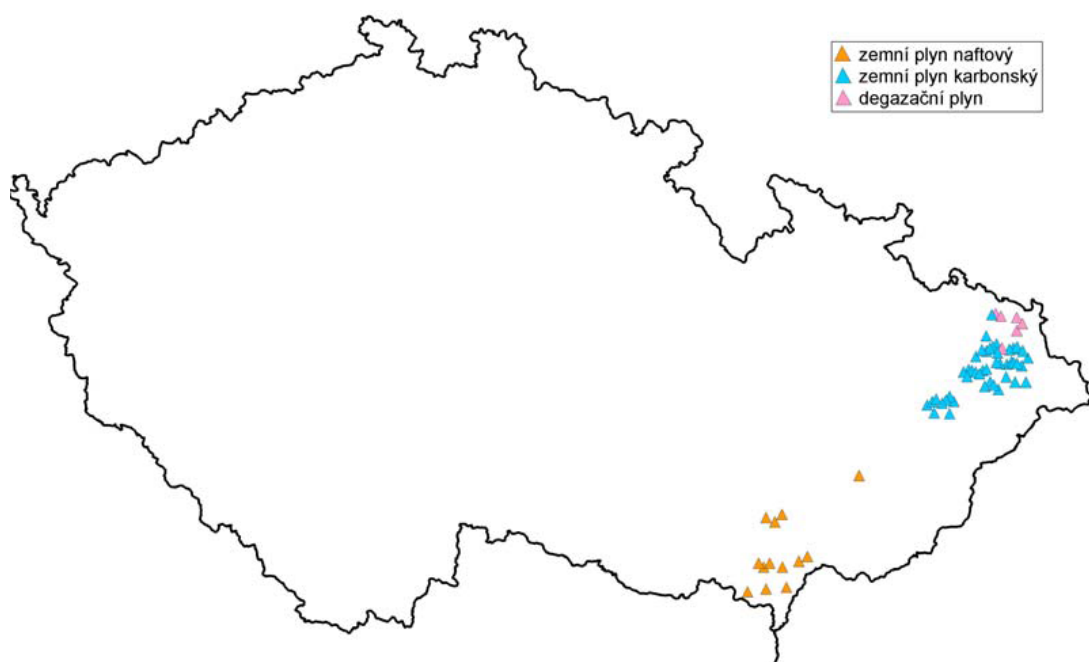 zemní plyn naftový
zemní plyn karbonský
degazační plyn